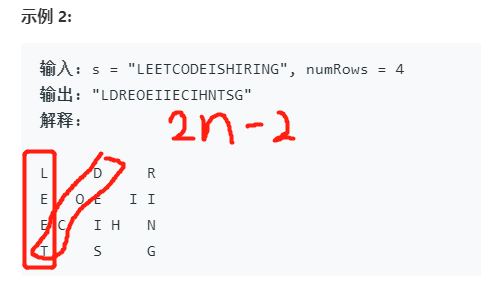 示例 2:
输入：s = "LEETCODEISHIRING", numRows = 4
输出："LDREOEIIECIHNTSG"
解释：
2n-2
L D R
E O E I I
E C I H N
T S G